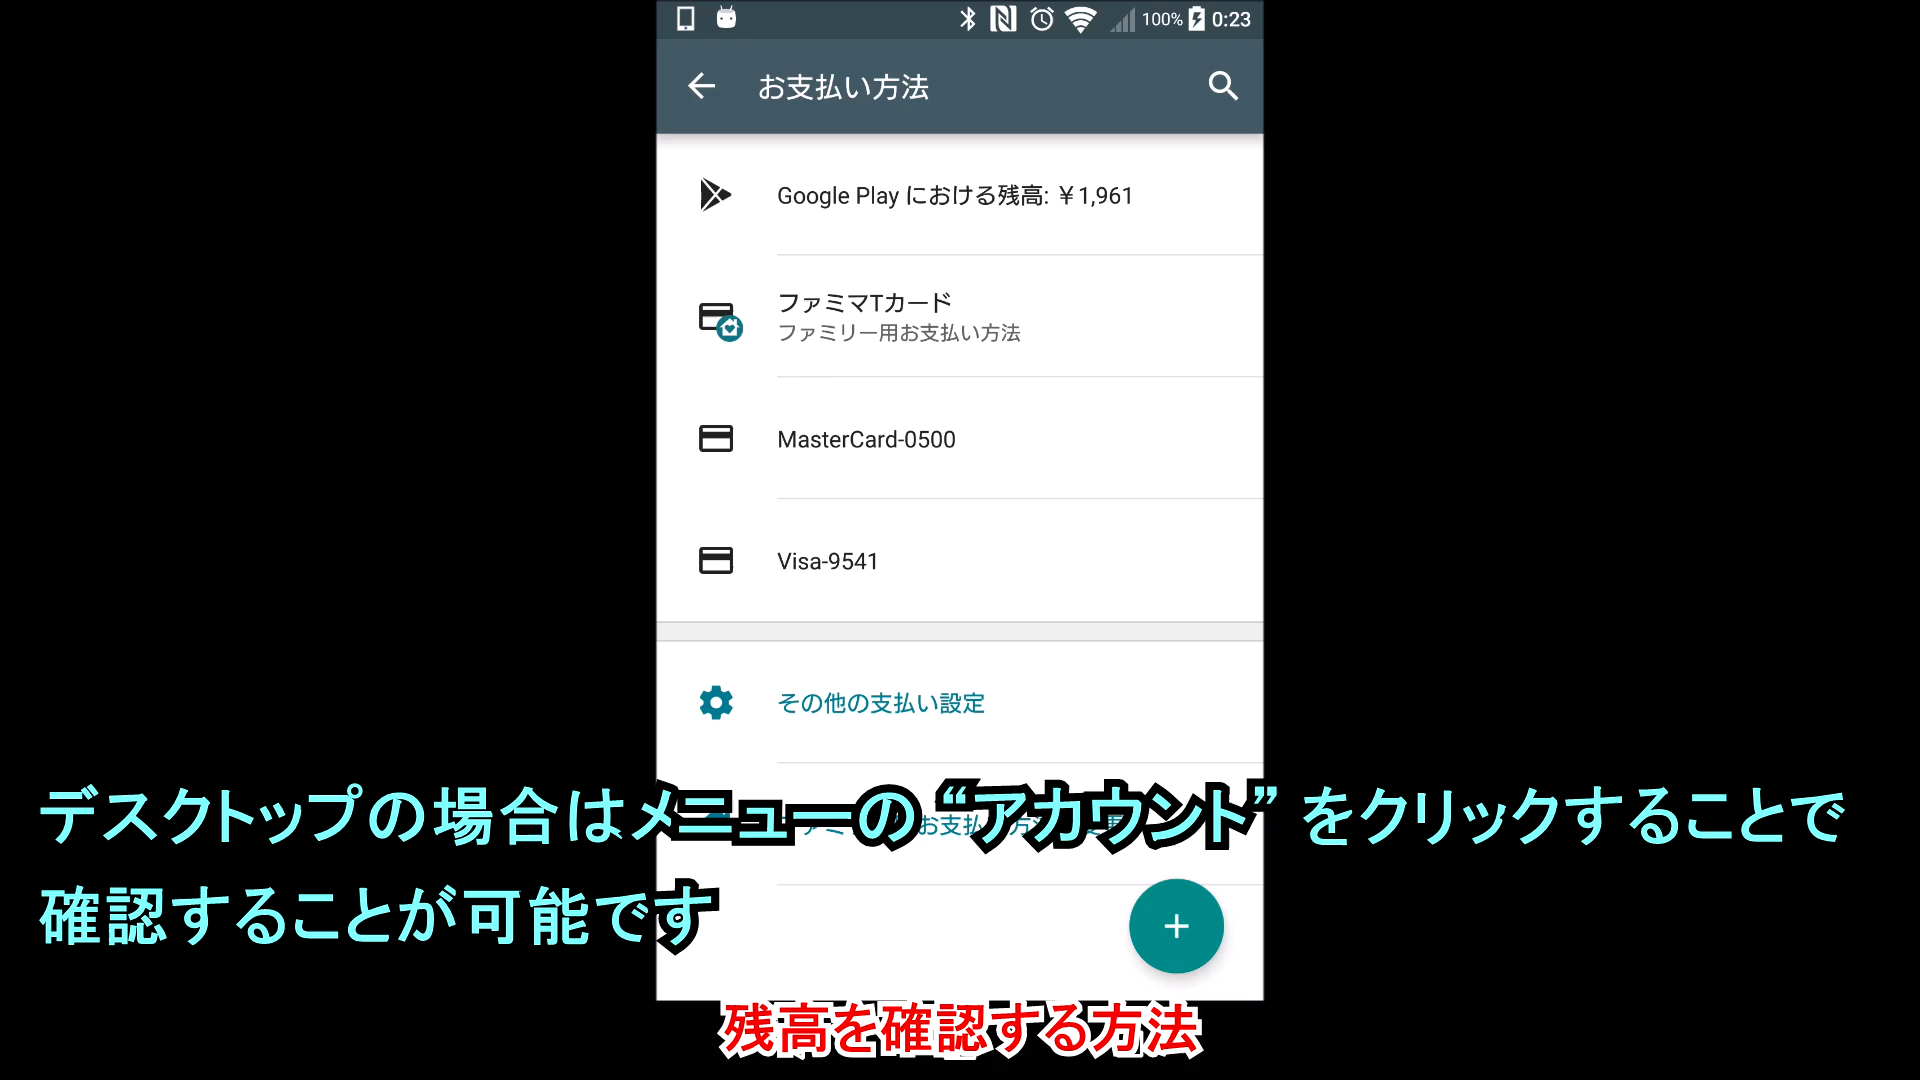 100% 0:23
お支払い方法
Google Play における残高: ￥1,961
ファミマTカード
ファミリー用お支払い方法
MasterCard-0500
Visa-9541
その他の支払い設定
デスクトップの場合はメニューの“アカウント”をクリックすることで
確認することが可能です
残高を確認する方法